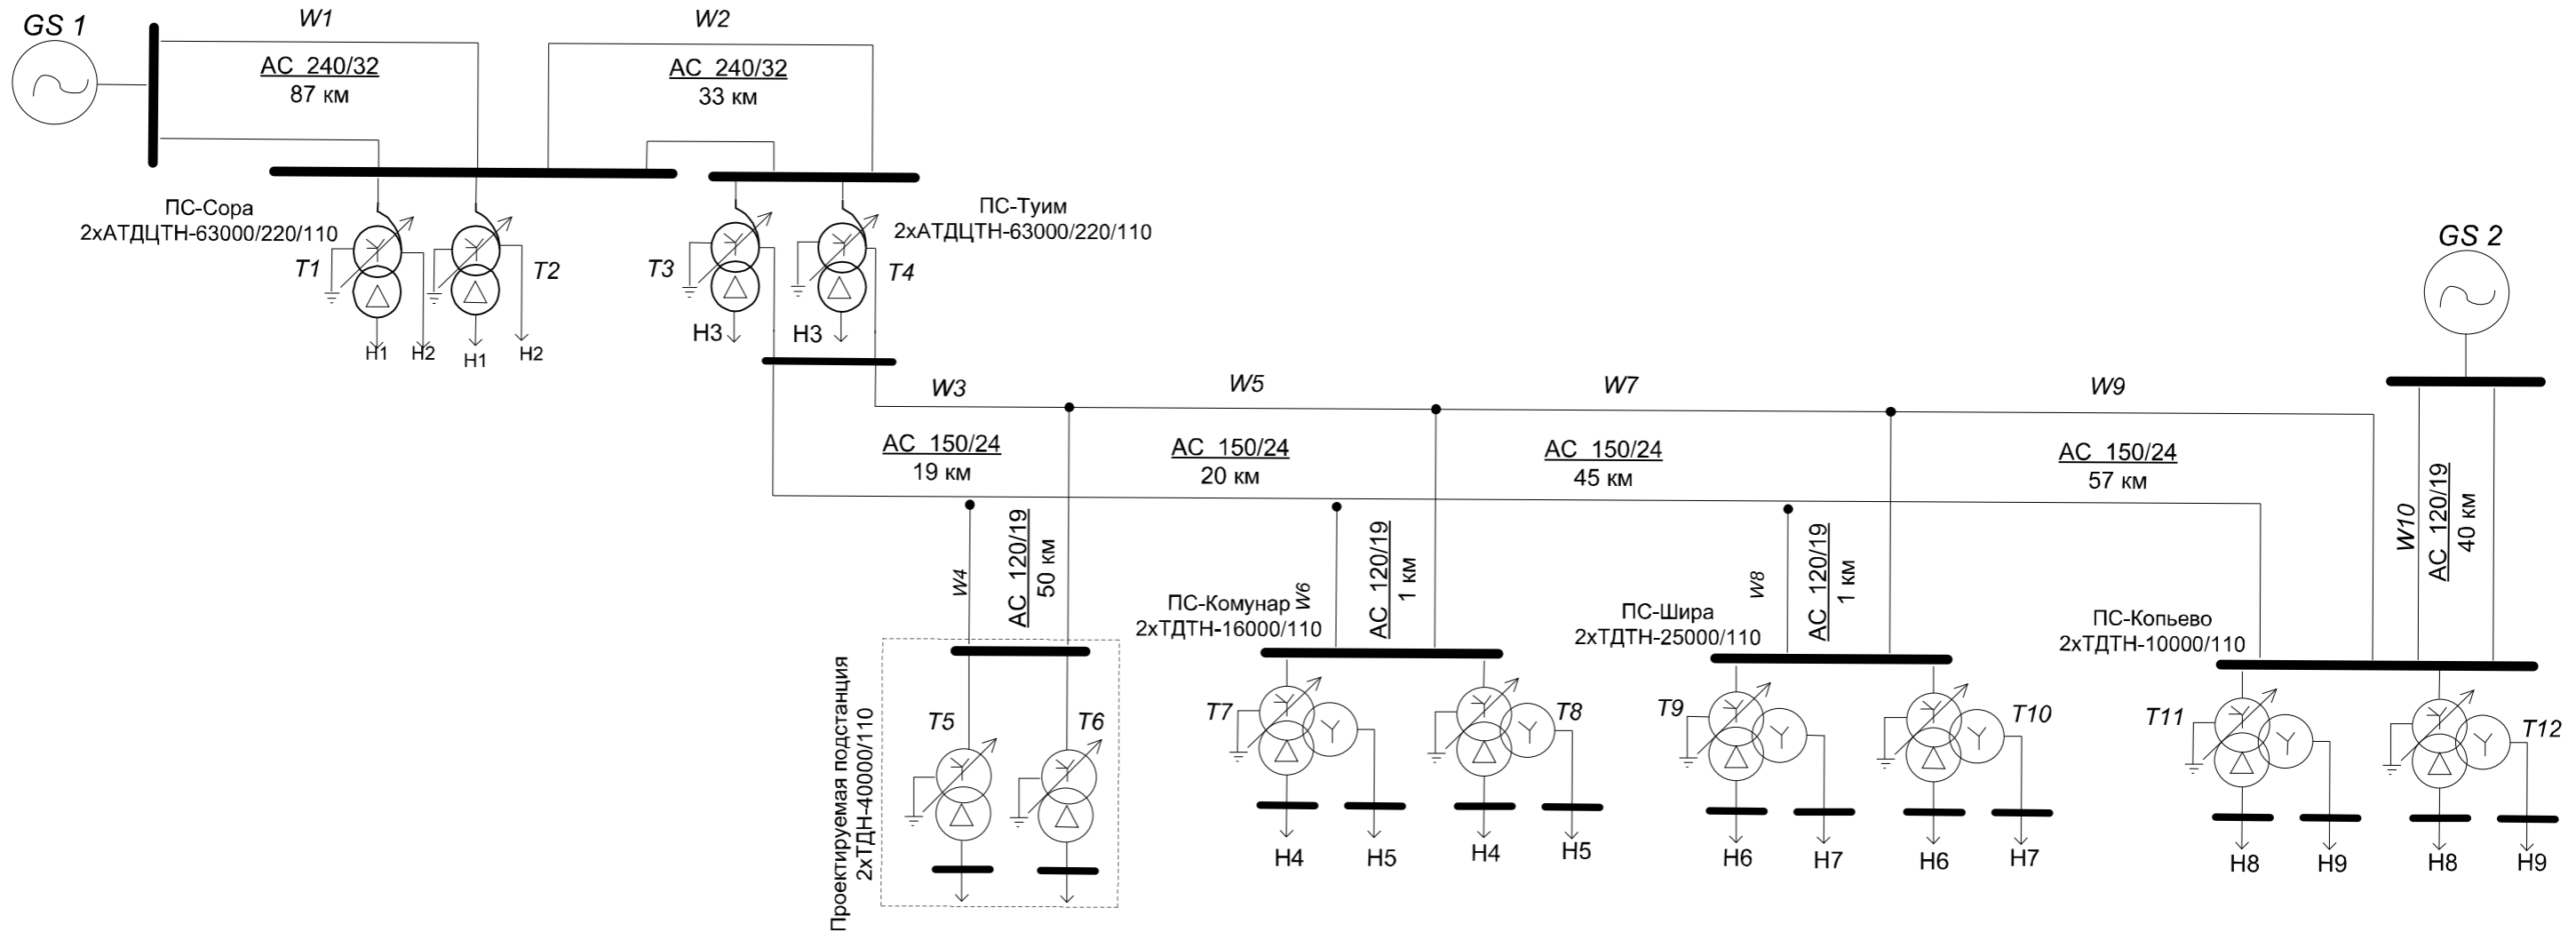 GS 1
W1
АС 240/32
87 км
W2
АС 240/32
33 км
ПС-Сора
2хАТДЦТН-63000/220/110
T1
T2
H1
H2
H1
H2
ПС-Туим
2хАТДЦТН-63000/220/110
T3
T4
H3
H3
GS 2
W3
W5
W7
W9
АС 150/24
19 км
АС 150/24
20 км
АС 150/24
45 км
АС 150/24
57 км
W4
АС 120/19
50 км
W6
АС 120/19
1 км
W8
АС 120/19
1 км
W10
АС 120/19
40 км
Проектируемая подстанция
2хТДН-40000/110
T5
T6
ПС-Комунар
2хТДТН-16000/110
T7
T8
H4
H5
H4
H5
ПС-Шира
2хТДТН-25000/110
T9
T10
H6
H7
H6
H7
ПС-Копьево
2хТДТН-10000/110
T11
T12
H8
H9
H8
H9